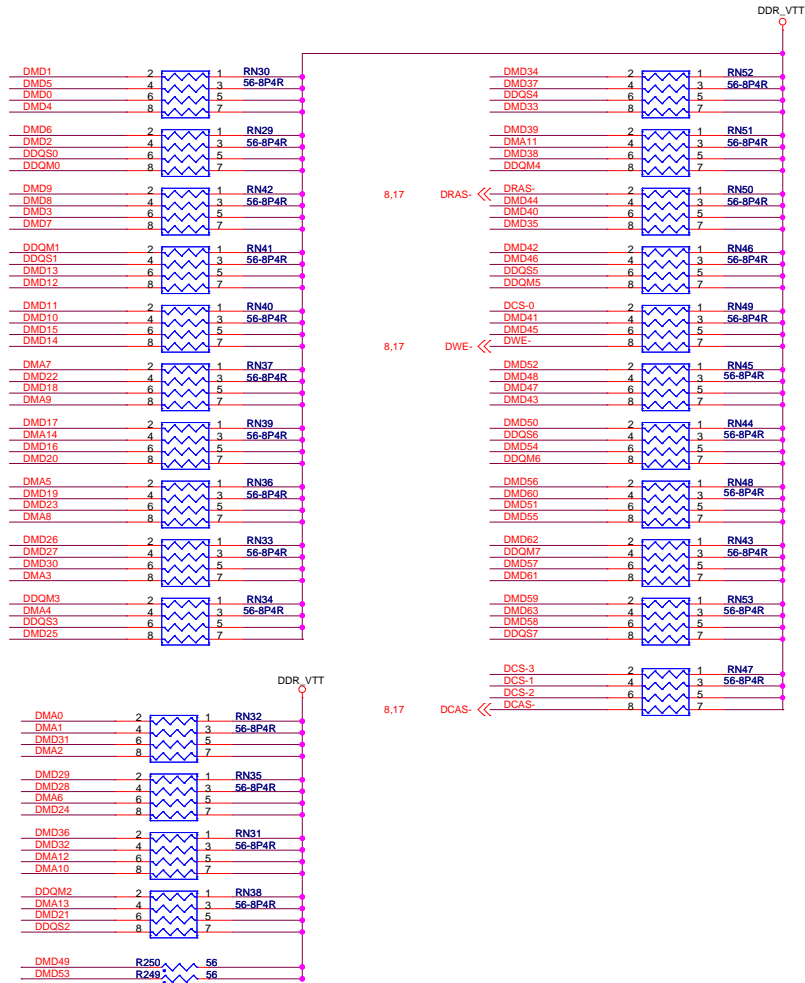 DDR_VTT
DMD1 2 1 RN30
DMD5 4 3 56-8P4R
DMD0 6 5
DMD4 8 7
DMD6 2 1 RN29
DMD2 4 3 56-8P4R
DDQS0 6 5
DDQM0 8 7
DMD9 2 1 RN42
DMD8 4 3 56-8P4R
DMD3 6 5
DMD7 8 7
DDQM1 2 1 RN41
DDQS1 4 3 56-8P4R
DMD13 6 5
DMD12 8 7
DMD11 2 1 RN40
DMD10 4 3 56-8P4R
DMD15 6 5
DMD14 8 7
DMA7 2 1 RN37
DMD22 4 3 56-8P4R
DMD18 6 5
DMA9 8 7
DMD17 2 1 RN39
DMA14 4 3 56-8P4R
DMD16 6 5
DMD20 8 7
DMA5 2 1 RN36
DMD19 4 3 56-8P4R
DMD23 6 5
DMA8 8 7
DMD26 2 1 RN33
DMD27 4 3 56-8P4R
DMD30 6 5
DMA3 8 7
DDQM3 2 1 RN34
DMA4 4 3 56-8P4R
DDQS3 6 5
DMD25 8 7
DMD34 2 1 RN52
DMD37 4 3 56-8P4R
DDQS4 6 5
DMD33 8 7
DMD39 2 1 RN51
DMA11 4 3 56-8P4R
DMD38 6 5
DDQM4 8 7
8,17 DRAS- DRAS- 2 1 RN50
DMD44 4 3 56-8P4R
DMD40 6 5
DMD35 8 7
DMD42 2 1 RN46
DMD46 4 3 56-8P4R
DDQS5 6 5
DDQM5 8 7
DCS-0 2 1 RN49
DMD41 4 3 56-8P4R
DMD45 6 5
8,17 DWE- DWE- 8 7
DMD52 2 1 RN45
DMD48 4 3 56-8P4R
DMD47 6 5
DMD43 8 7
DMD50 2 1 RN44
DDQS6 4 3 56-8P4R
DMD54 6 5
DDQM6 8 7
DMD56 2 1 RN48
DMD60 4 3 56-8P4R
DMD51 6 5
DMD55 8 7
DMD62 2 1 RN43
DDQM7 4 3 56-8P4R
DMD57 6 5
DMD61 8 7
DMD59 2 1 RN53
DMD63 4 3 56-8P4R
DMD58 6 5
DDQS7 8 7
DCS-3 2 1 RN47
DCS-1 4 3 56-8P4R
DCS-2 6 5
8,17 DCAS- DCAS- 8 7
DDR_VTT
DMA0 2 1 RN32
DMA1 4 3 56-8P4R
DMD31 6 5
DMA2 8 7
DMD29 2 1 RN35
DMD28 4 3 56-8P4R
DMA6 6 5
DMD24 8 7
DMD36 2 1 RN31
DMD32 4 3 56-8P4R
DMA12 6 5
DMA10 8 7
DDQM2 2 1 RN38
DMA13 4 3 56-8P4R
DMD21 6 5
DDQS2 8 7
DMD49 R250 56
DMD53 R249 56